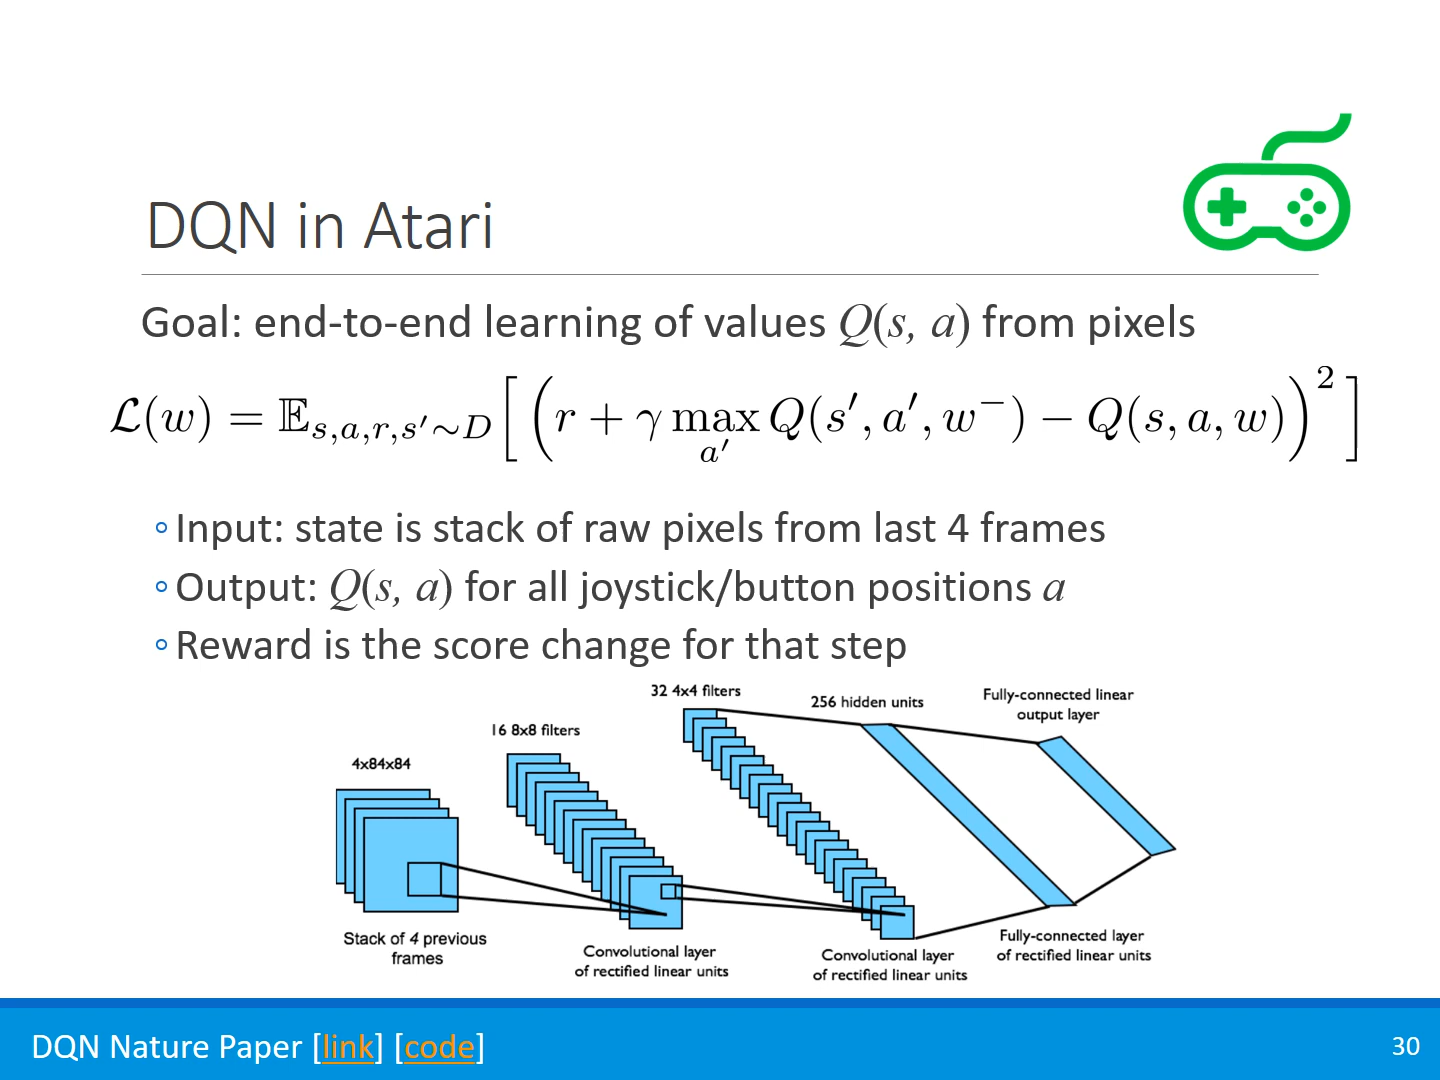 DQN in Atari
Goal: end-to-end learning of values Q(s, a) from pixels
ℒ(w) = 𝔼_{s,a,r,s′∼D} [ ( r + γ max_{a′} Q(s′, a′, w⁻) − Q(s, a, w) )² ]
◦ Input: state is stack of raw pixels from last 4 frames
◦ Output: Q(s, a) for all joystick/button positions a
◦ Reward is the score change for that step
4x84x84
16 8x8 filters
32 4x4 filters
256 hidden units
Fully-connected linear
output layer
Stack of 4 previous
frames
Convolutional layer
of rectified linear units
Convolutional layer
of rectified linear units
Fully-connected layer
of rectified linear units
DQN Nature Paper [link] [code]
30